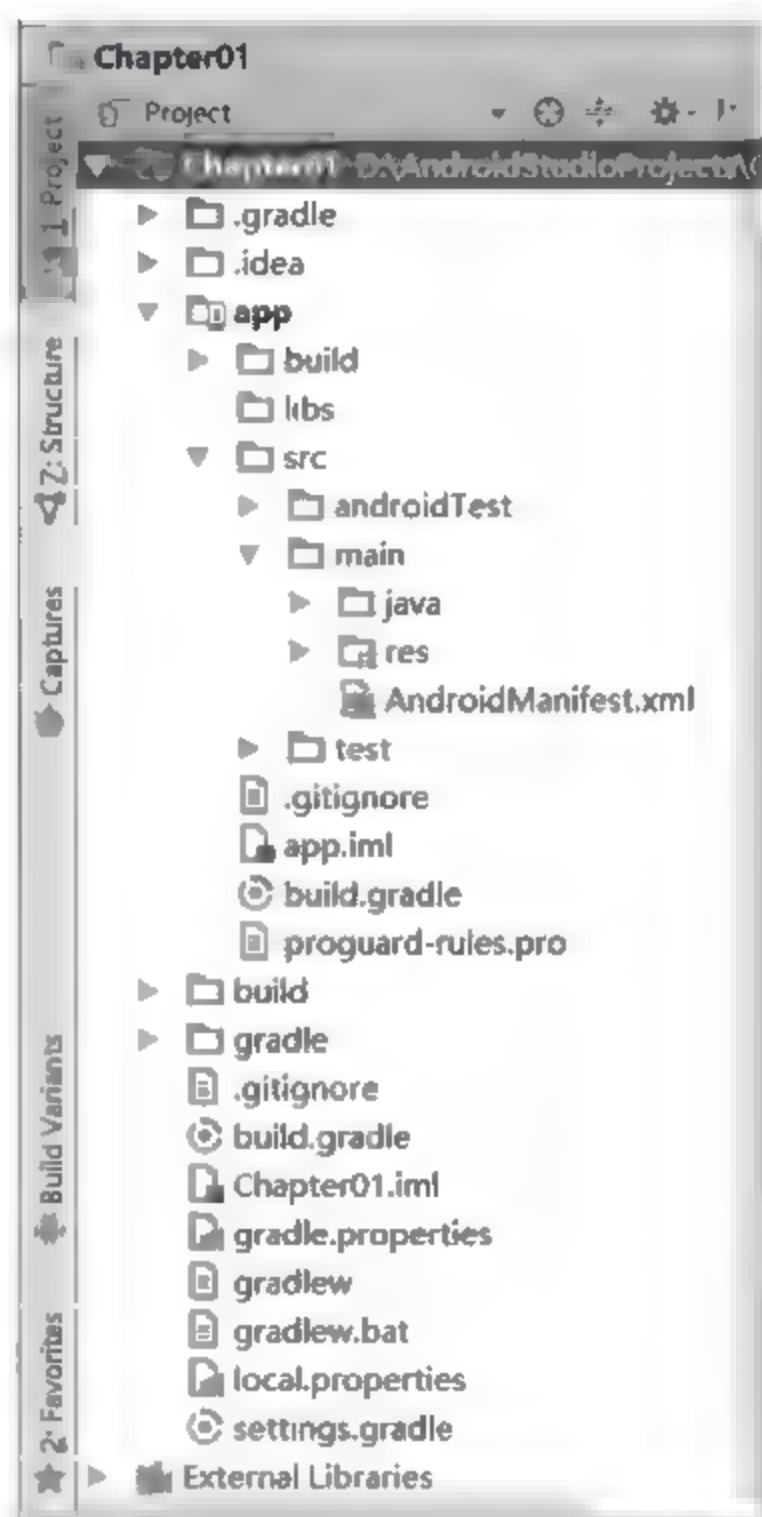 Chapter01
Project
Chapter01 D:\AndroidStudioProjects\
.gradle
.idea
app
build
libs
src
androidTest
main
java
res
AndroidManifest.xml
test
.gitignore
app.iml
build.gradle
proguard-rules.pro
build
gradle
.gitignore
build.gradle
Chapter01.iml
gradle.properties
gradlew
gradlew.bat
local.properties
settings.gradle
External Libraries
1: Project
Z: Structure
Captures
Build Variants
2: Favorites